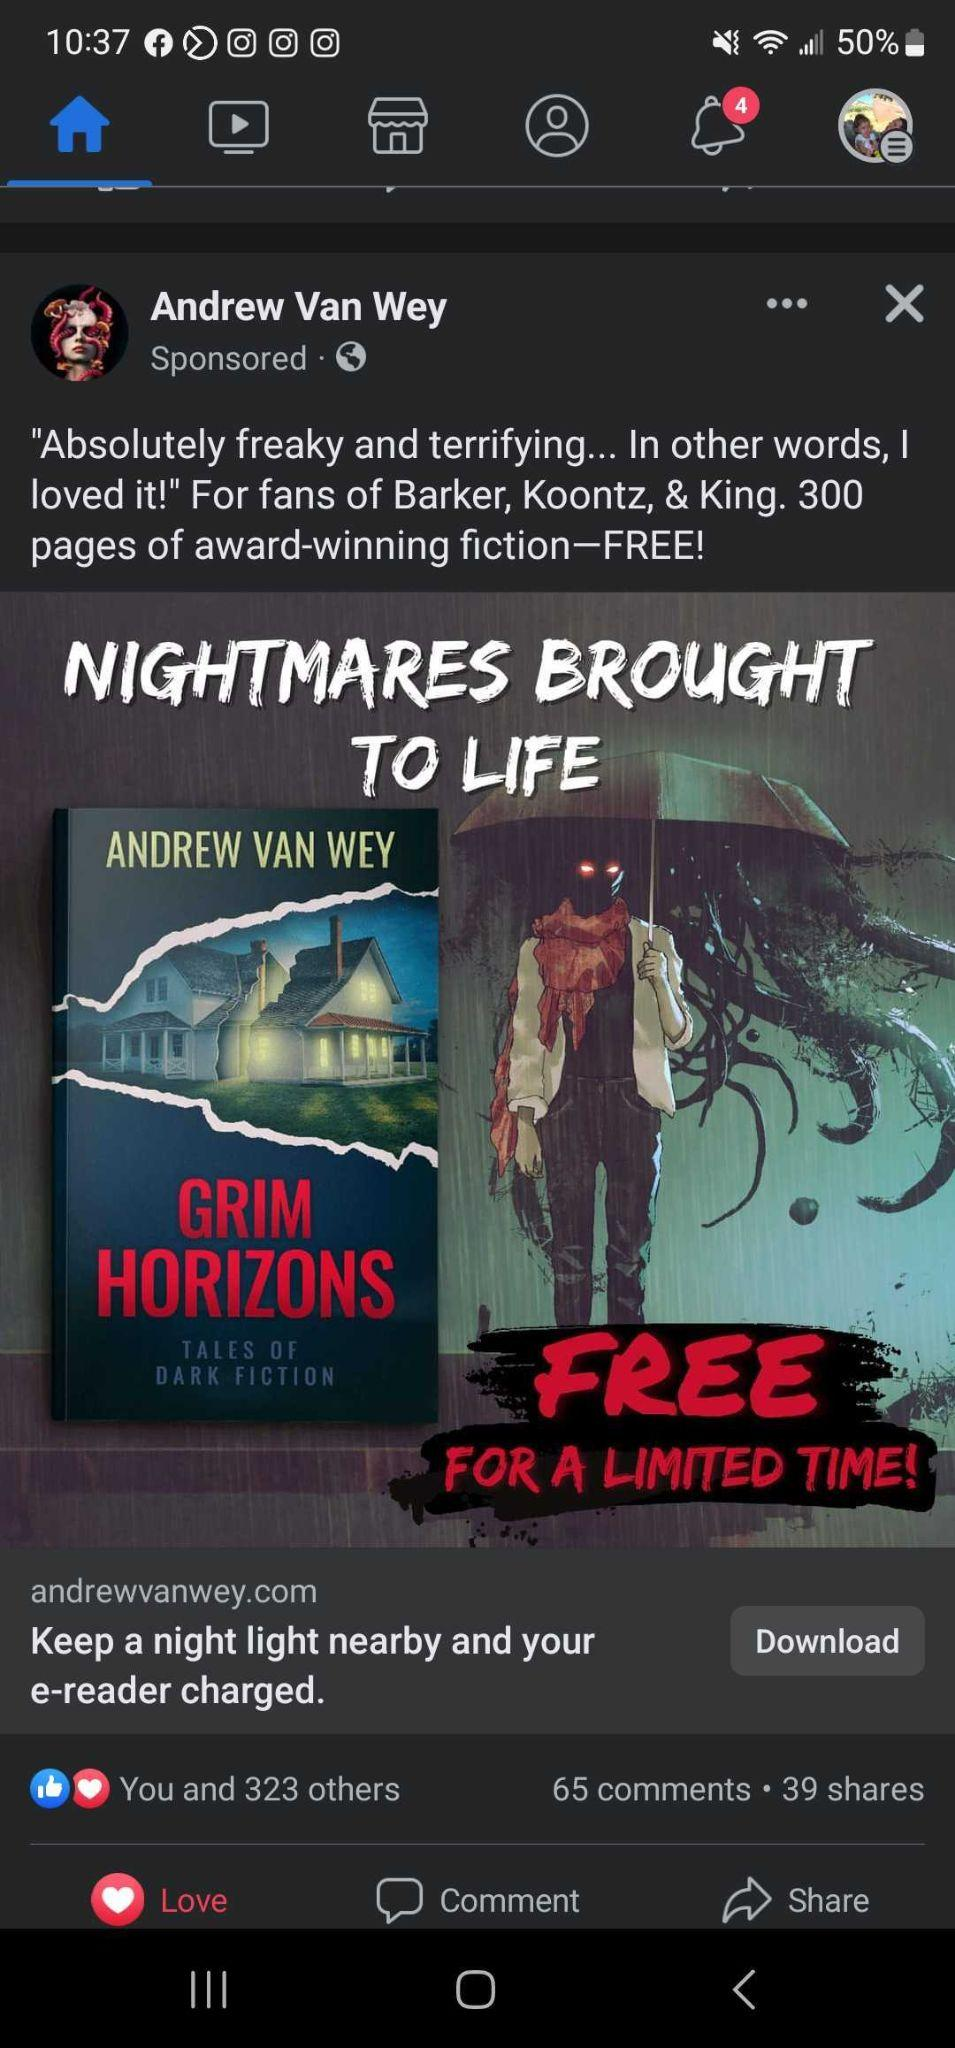 10:37
50%
4
Andrew Van Wey
Sponsored ·
"Absolutely freaky and terrifying... In other words, I
loved it!" For fans of Barker, Koontz, & King. 300
pages of award-winning fiction—FREE!
NIGHTMARES BROUGHT
TO LIFE
ANDREW VAN WEY
GRIM
HORIZONS
TALES OF
DARK FICTION
FREE
FOR A LIMITED TIME!
andrewvanwey.com
Keep a night light nearby and your
e-reader charged.
Download
You and 323 others
65 comments • 39 shares
Love
Comment
Share